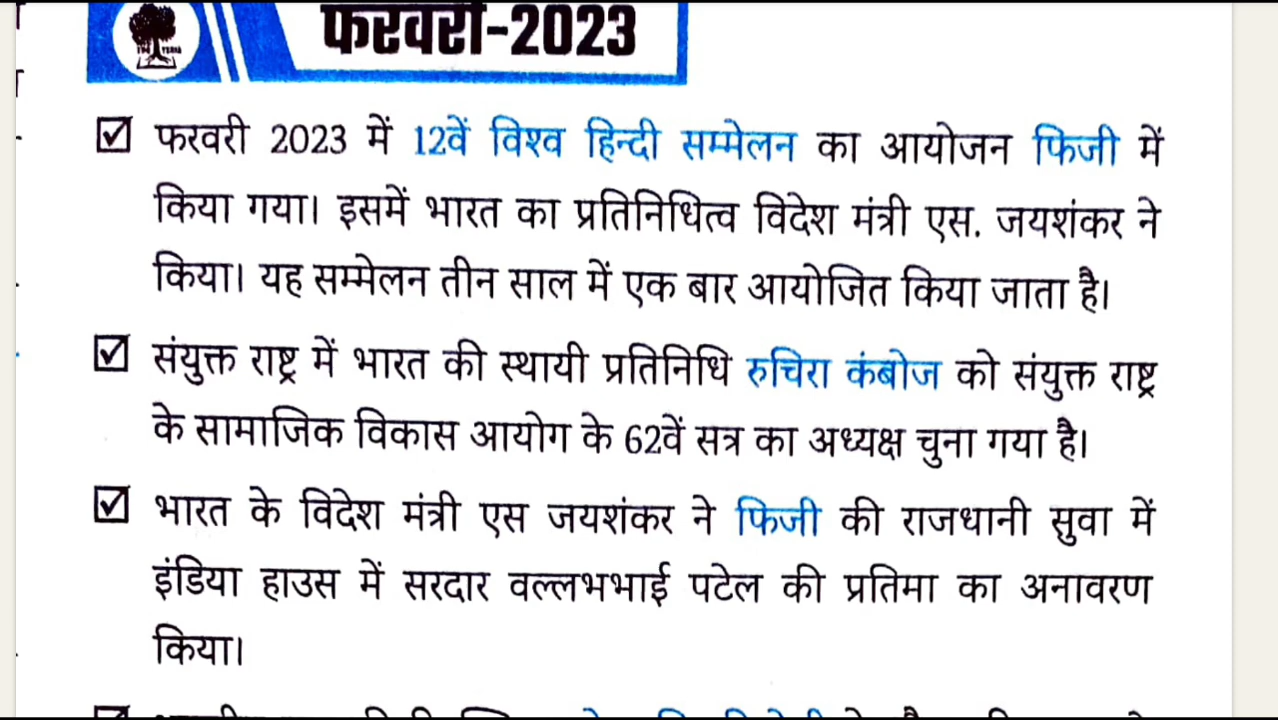 फरवरी-2023
फरवरी 2023 में 12वें विश्व हिन्दी सम्मेलन का आयोजन फिजी में
किया गया। इसमें भारत का प्रतिनिधित्व विदेश मंत्री एस. जयशंकर ने
किया। यह सम्मेलन तीन साल में एक बार आयोजित किया जाता है।
संयुक्त राष्ट्र में भारत की स्थायी प्रतिनिधि रुचिरा कंबोज को संयुक्त राष्ट्र
के सामाजिक विकास आयोग के 62वें सत्र का अध्यक्ष चुना गया है।
भारत के विदेश मंत्री एस जयशंकर ने फिजी की राजधानी सुवा में
इंडिया हाउस में सरदार वल्लभभाई पटेल की प्रतिमा का अनावरण
किया।